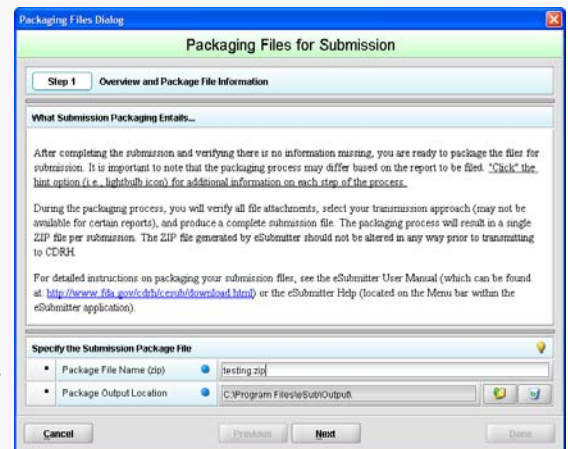 Packaging Files Dialog
Packaging Files for Submission
Step 1 Overview and Package File Information
What Submission Packaging Entails...
After completing the submission and verifying there is no information missing, you are ready to package the files for
submission. It is important to note that the packaging process may differ based on the report to be filed. "Click" the
hint option (i.e., lightbulb icon) for additional information on each step of the process.
During the packaging process, you will verify all file attachments, select your transmission approach (may not be
available for certain reports), and produce a complete submission file. The packaging process will result in a single
ZIP file per submission. The ZIP file generated by eSubmitter should not be altered in any way prior to transmitting
to CDRH.
For detailed instructions on packaging your submission files, see the eSubmitter User Manual (which can be found
at: http://www.fda.gov/cdrh/cesub/download.html) or the eSubmitter Help (located on the Menu bar within the
eSubmitter application).
Specify the Submission Package File
Package File Name (zip) testing.zip
Package Output Location C:\Program Files\eSub\Output\
Cancel Previous Next Done